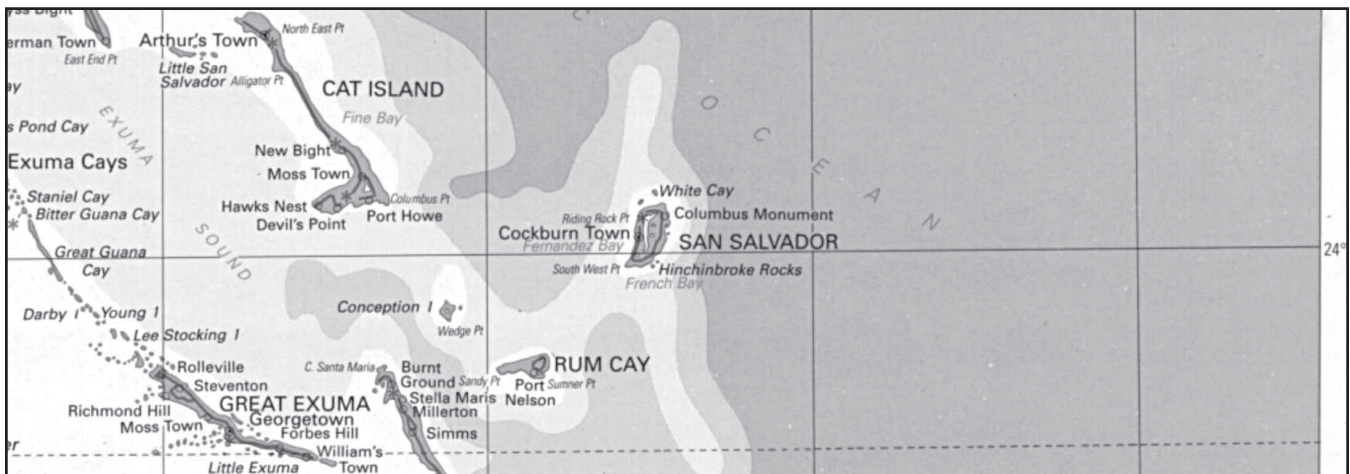 North East Pt
Arthur's Town
erman Town
East End Pt
Little San
Salvador
Alligator Pt
CAT ISLAND
Fine Bay
EXUMA
s Pond Cay
Exuma Cays
New Bight
Moss Town
Staniel Cay
Bitter Guana Cay
Hawks Nest
Devil's Point
Columbus Pt
Port Howe
SOUND
Great Guana
Cay
OCEAN
White Cay
Riding Rock Pt
Columbus Monument
Cockburn Town
Fernandez Bay
SAN SALVADOR
24°
South West Pt
Hinchinbroke Rocks
French Bay
Conception I
Wedge Pt
Darby I
Young I
Lee Stocking I
Rolleville
Steventon
C. Santa Maria
Burnt
Ground
Sandy Pt
RUM CAY
Port
Nelson
Sumner Pt
Stella Maris
Millerton
Simms
Richmond Hill
Moss Town
GREAT EXUMA
Georgetown
Forbes Hill
William's
Town
Little Exuma